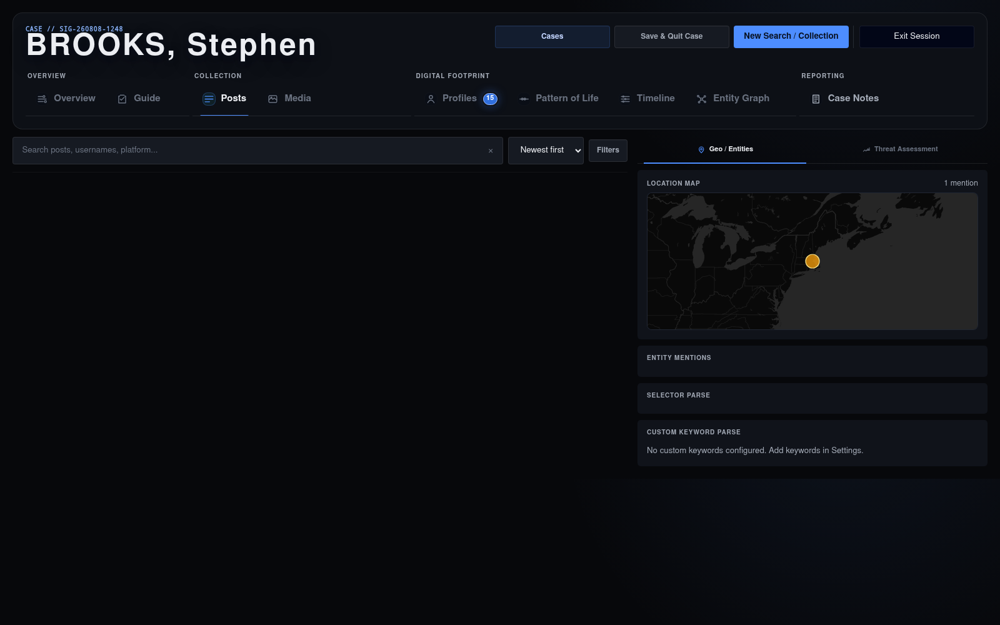 CASE // SIG-260808-1248
BROOKS, Stephen
Cases
Save & Quit Case
New Search / Collection
Exit Session
OVERVIEW
COLLECTION
DIGITAL FOOTPRINT
REPORTING
Overview
Guide
Posts
Media
Profiles 15
Pattern of Life
Timeline
Entity Graph
Case Notes
Search posts, usernames, platform...
×
Newest first
Filters
Geo / Entities
Threat Assessment
LOCATION MAP
1 mention
ENTITY MENTIONS
SELECTOR PARSE
CUSTOM KEYWORD PARSE
No custom keywords configured. Add keywords in Settings.